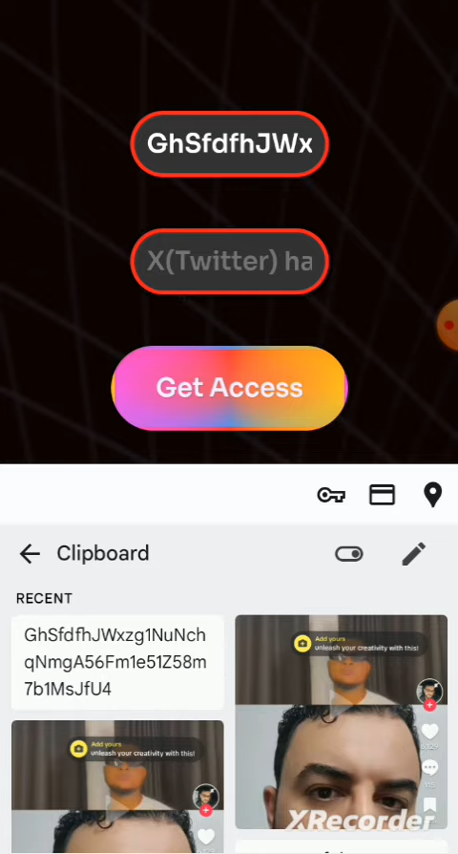 GhSfdfhJWx
X(Twitter) ha
Get Access
Clipboard
RECENT
GhSfdfhJWxzg1NuNch
qNmgA56Fm1e51Z58m
7b1MsJfU4
Add yours
unleash your creativity with this!
Add yours
unleash your creativity with this!
XRecorder